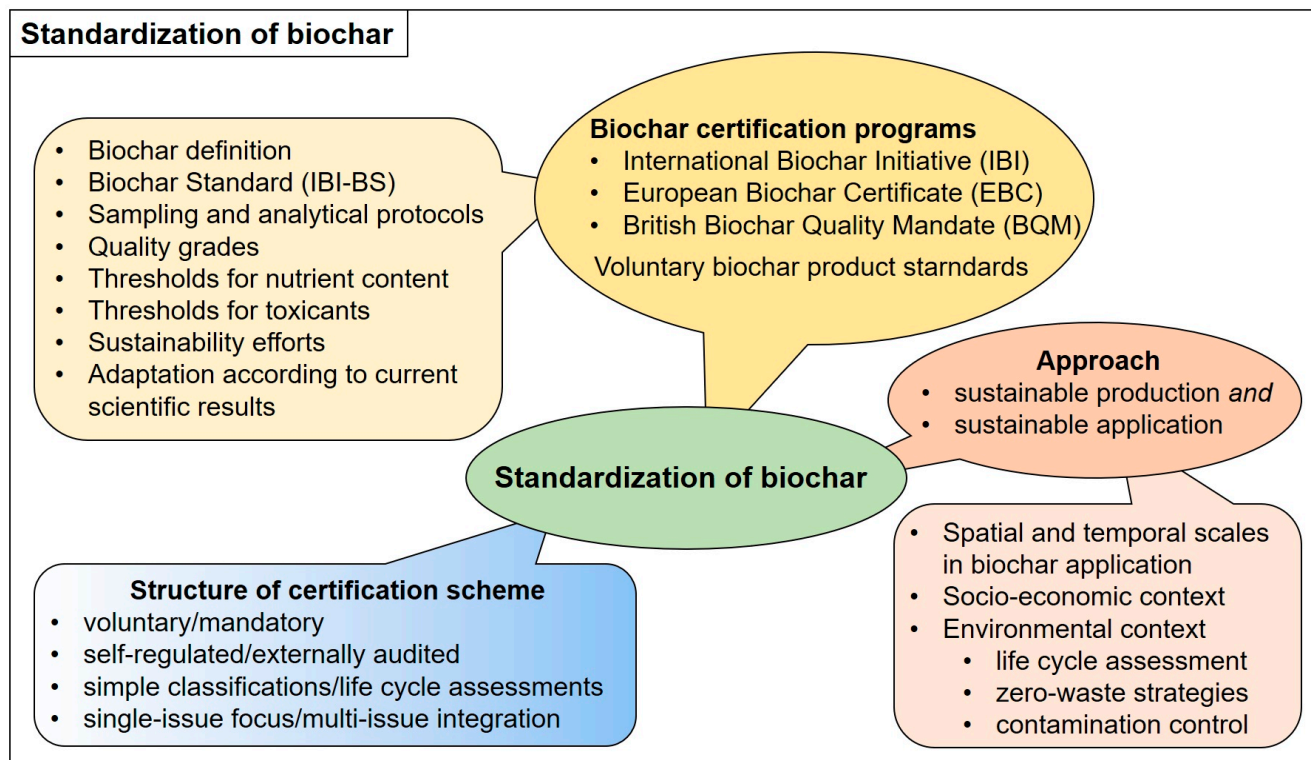 Standardization of biochar
• Biochar definition
• Biochar Standard (IBI-BS)
• Sampling and analytical protocols
• Quality grades
• Thresholds for nutrient content
• Thresholds for toxicants
• Sustainability efforts
• Adaptation according to current
scientific results
Biochar certification programs
• International Biochar Initiative (IBI)
• European Biochar Certificate (EBC)
• British Biochar Quality Mandate (BQM)
Voluntary biochar product starndards
Approach
• sustainable production and
• sustainable application
Standardization of biochar
Structure of certification scheme
• voluntary/mandatory
• self-regulated/externally audited
• simple classifications/life cycle assessments
• single-issue focus/multi-issue integration
• Spatial and temporal scales
in biochar application
• Socio-economic context
• Environmental context
• life cycle assessment
• zero-waste strategies
• contamination control